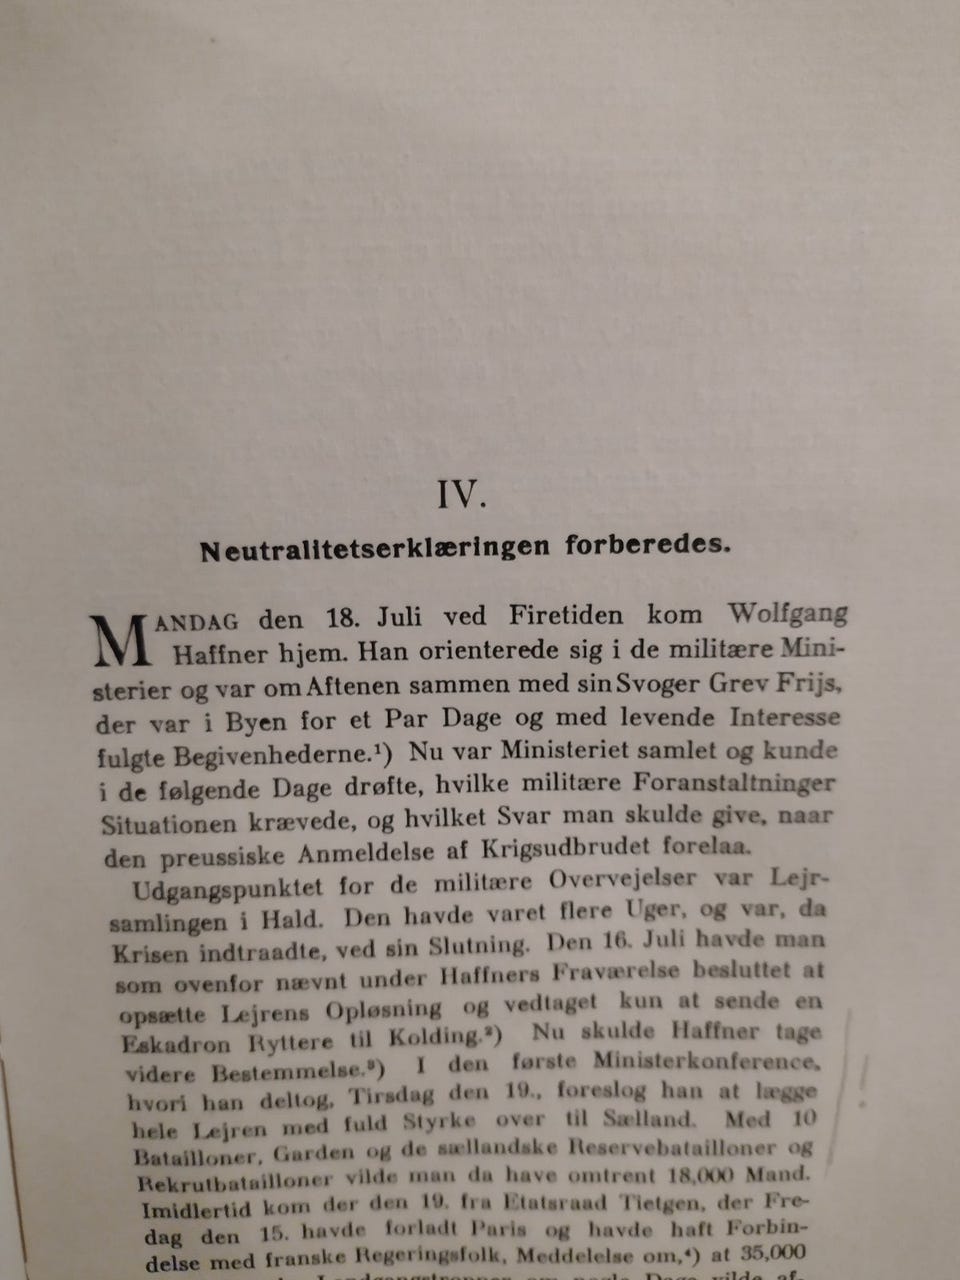 IV.
Neutralitetserklæringen forberedes.
MANDAG den 18. Juli ved Firetiden kom Wolfgang
Haffner hjem. Han orienterede sig i de militære Mini-
sterier og var om Aftenen sammen med sin Svoger Grev Frijs,
der var i Byen for et Par Dage og med levende Interesse
fulgte Begivenhederne.¹) Nu var Ministeriet samlet og kunde
i de følgende Dage drøfte, hvilke militære Foranstaltninger
Situationen krævede, og hvilket Svar man skulde give, naar
den preussiske Anmeldelse af Krigsudbrudet forelaa.
Udgangspunktet for de militære Overvejelser var Lejr-
samlingen i Hald. Den havde varet flere Uger, og var, da
Krisen indtraadte, ved sin Slutning. Den 16. Juli havde man
som ovenfor nævnt under Haffners Fraværelse besluttet at
opsætte Lejrens Opløsning og vedtaget kun at sende en
Eskadron Ryttere til Kolding.²) Nu skulde Haffner tage
videre Bestemmelse.³) I den første Ministerkonference,
hvori han deltog, Tirsdag den 19., foreslog han at lægge
hele Lejren med fuld Styrke over til Sælland. Med 10
Batailloner, Garden og de sællandske Reservebatailloner og
Rekrutbatailloner vilde man da have omtrent 18,000 Mand.
Imidlertid kom der den 19. fra Etatsraad Tietgen, der Fre-
dag den 15. havde forladt Paris og havde haft Forbin-
delse med franske Regeringsfolk, Meddelelse om,⁴) at 35,000
Landgangstropper om nogle Dage vilde af-